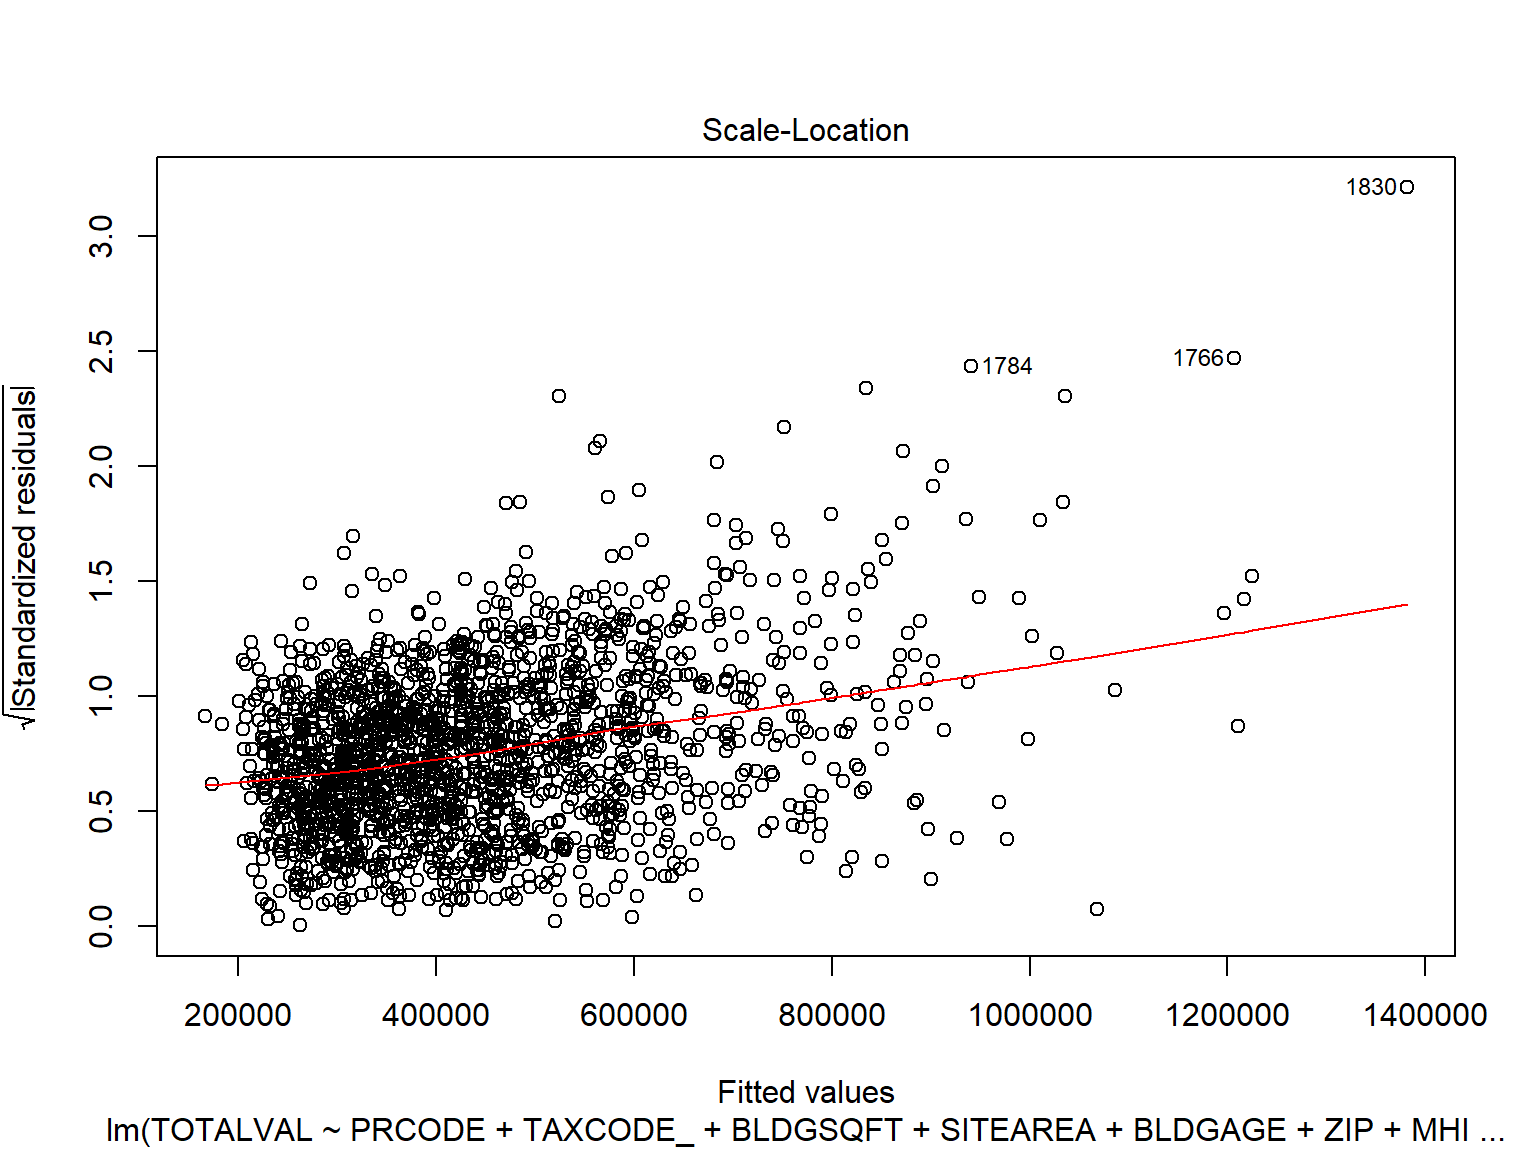 Scale-Location
√|Standardized residuals|
3.0
2.5
2.0
1.5
1.0
0.5
0.0
1830
1766
1784
200000 400000 600000 800000 1000000 1200000 1400000
Fitted values
lm(TOTALVAL ~ PRCODE + TAXCODE_ + BLDGSQFT + SITEAREA + BLDGAGE + ZIP + MHI ...